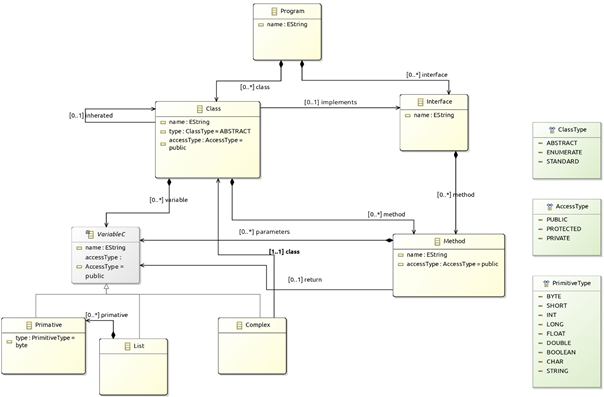 Program
name : EString
[0..*] class
[0..*] interface
Class
name : EString
type : ClassType = ABSTRACT
accessType : AccessType =
public
[0..1] inherated
[0..1] implements
Interface
name : EString
ClassType
ABSTRACT
ENUMERATE
STANDARD
[0..*] variable
[0..*] method
[0..*] method
AccessType
PUBLIC
PROTECTED
PRIVATE
VariableC
name : EString
accessType :
AccessType =
public
[0..*] parameters
[1..1] class
[0..1] return
Method
name : EString
accessType : AccessType = public
PrimitiveType
BYTE
SHORT
INT
LONG
FLOAT
DOUBLE
BOOLEAN
CHAR
STRING
Primative
type : PrimitiveType =
byte
[0..*] primative
List
Complex